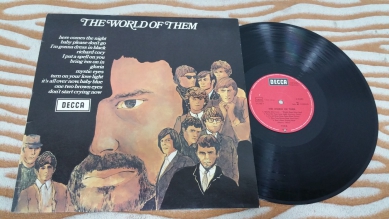 THE WORLD OF THEM
here comes the night
baby please don't go
I'm gonna dress in black
richard cory
I put a spell on you
bring 'em on in
gloria
mystic eyes
turn on your love light
it's all over now, baby blue
one two brown eyes
don't start crying now
DECCA
DECCA